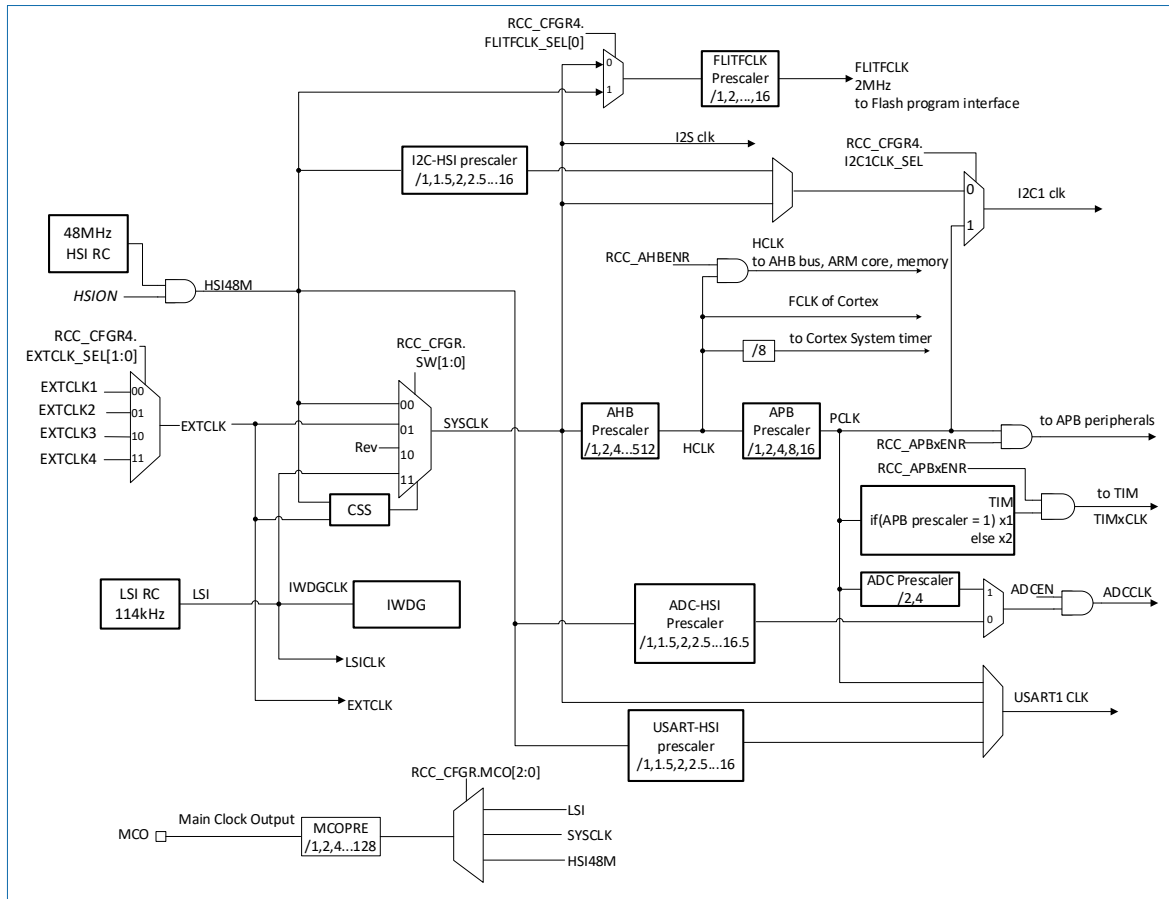 RCC_CFGR4.
FLITFCLK_SEL[0]
0
1
FLITFCLK
Prescaler
/1,2,...,16
FLITFCLK
2MHz
to Flash program interface
I2S clk
RCC_CFGR4.
I2C1CLK_SEL
I2C-HSI prescaler
/1,1.5,2,2.5...16
0
1
I2C1 clk
48MHz
HSI RC
HSION
HSI48M
RCC_AHBENR
HCLK
to AHB bus, ARM core, memory
FCLK of Cortex
/8
to Cortex System timer
RCC_CFGR4.
EXTCLK_SEL[1:0]
EXTCLK1
EXTCLK2
EXTCLK3
EXTCLK4
00
01
10
11
EXTCLK
RCC_CFGR.
SW[1:0]
00
01
Rev
10
11
SYSCLK
CSS
AHB
Prescaler
/1,2,4...512
HCLK
APB
Prescaler
/1,2,4,8,16
PCLK
to APB peripherals
RCC_APBxENR
RCC_APBxENR
TIM
if(APB prescaler = 1) x1
else x2
to TIM
TIMxCLK
LSI RC
114kHz
LSI
IWDGCLK
IWDG
LSICLK
EXTCLK
ADC-HSI
Prescaler
/1,1.5,2,2.5...16.5
ADC Prescaler
/2,4
1
0
ADCEN
ADCCLK
USART-HSI
prescaler
/1,1.5,2,2.5...16
USART1 CLK
RCC_CFGR.MCO[2:0]
MCO
Main Clock Output
MCOPRE
/1,2,4...128
LSI
SYSCLK
HSI48M